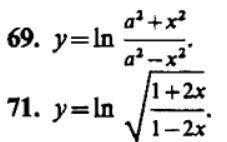 69. y=ln (a²+x²)/(a²−x²).
71. y=ln √((1+2x)/(1−2x)).